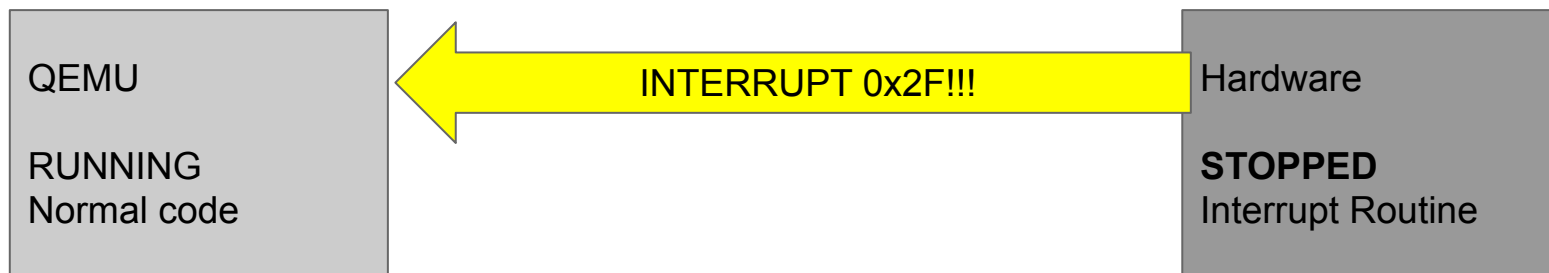 QEMU
RUNNING
Normal code
INTERRUPT 0x2F!!!
Hardware
STOPPED
Interrupt Routine